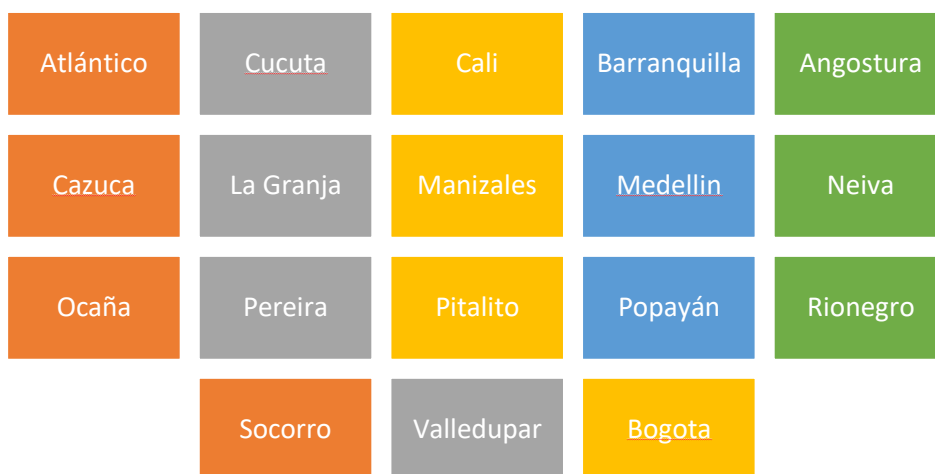 Atlántico
Cucuta
Cali
Barranquilla
Angostura
Cazuca
La Granja
Manizales
Medellin
Neiva
Ocaña
Pereira
Pitalito
Popayán
Rionegro
Socorro
Valledupar
Bogota